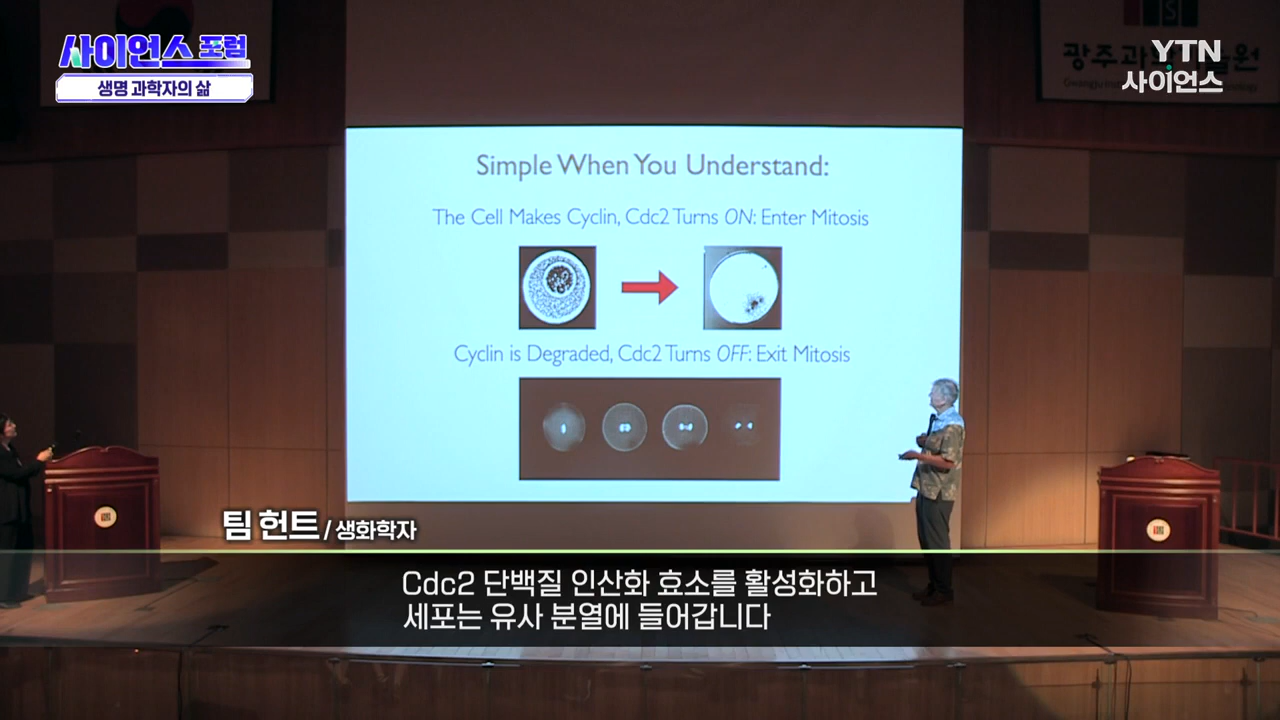 사이언스 포럼
생명 과학자의 삶
YTN
사이언스
Simple When You Understand:
The Cell Makes Cyclin, Cdc2 Turns ON: Enter Mitosis
Cyclin is Degraded, Cdc2 Turns OFF: Exit Mitosis
팀 헌트 / 생화학자
Cdc2 단백질 인산화 효소를 활성화하고
세포는 유사 분열에 들어갑니다